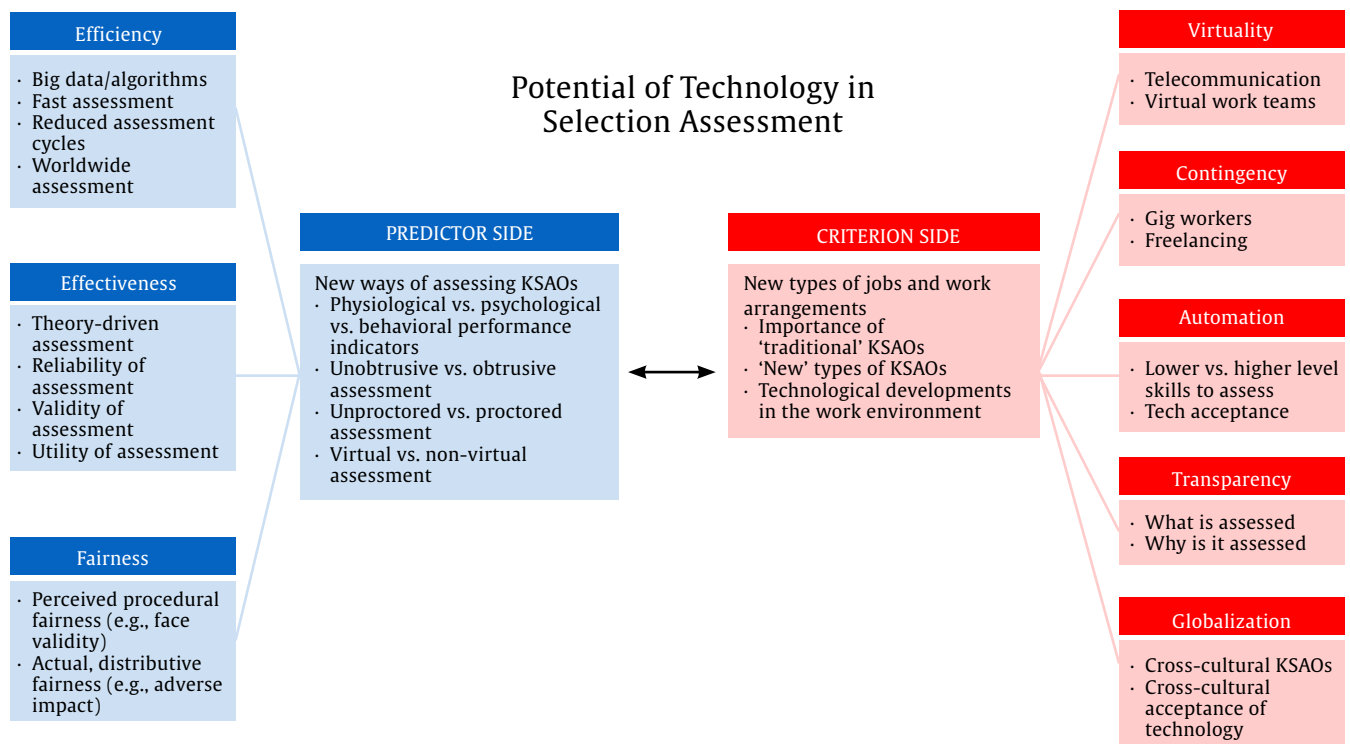 Potential of Technology in
Selection Assessment
Efficiency
· Big data/algorithms
· Fast assessment
· Reduced assessment
cycles
· Worldwide
assessment
Effectiveness
· Theory-driven
assessment
· Reliability of
assessment
· Validity of
assessment
· Utility of assessment
Fairness
· Perceived procedural
fairness (e.g., face
validity)
· Actual, distributive
fairness (e.g., adverse
impact)
PREDICTOR SIDE
New ways of assessing KSAOs
· Physiological vs. psychological
vs. behavioral performance
indicators
· Unobtrusive vs. obtrusive
assessment
· Unproctored vs. proctored
assessment
· Virtual vs. non-virtual
assessment
CRITERION SIDE
New types of jobs and work
arrangements
· Importance of
‘traditional’ KSAOs
· ‘New’ types of KSAOs
· Technological developments
in the work environment
Virtuality
· Telecommunication
· Virtual work teams
Contingency
· Gig workers
· Freelancing
Automation
· Lower vs. higher level
skills to assess
· Tech acceptance
Transparency
· What is assessed
· Why is it assessed
Globalization
· Cross-cultural KSAOs
· Cross-cultural
acceptance of
technology